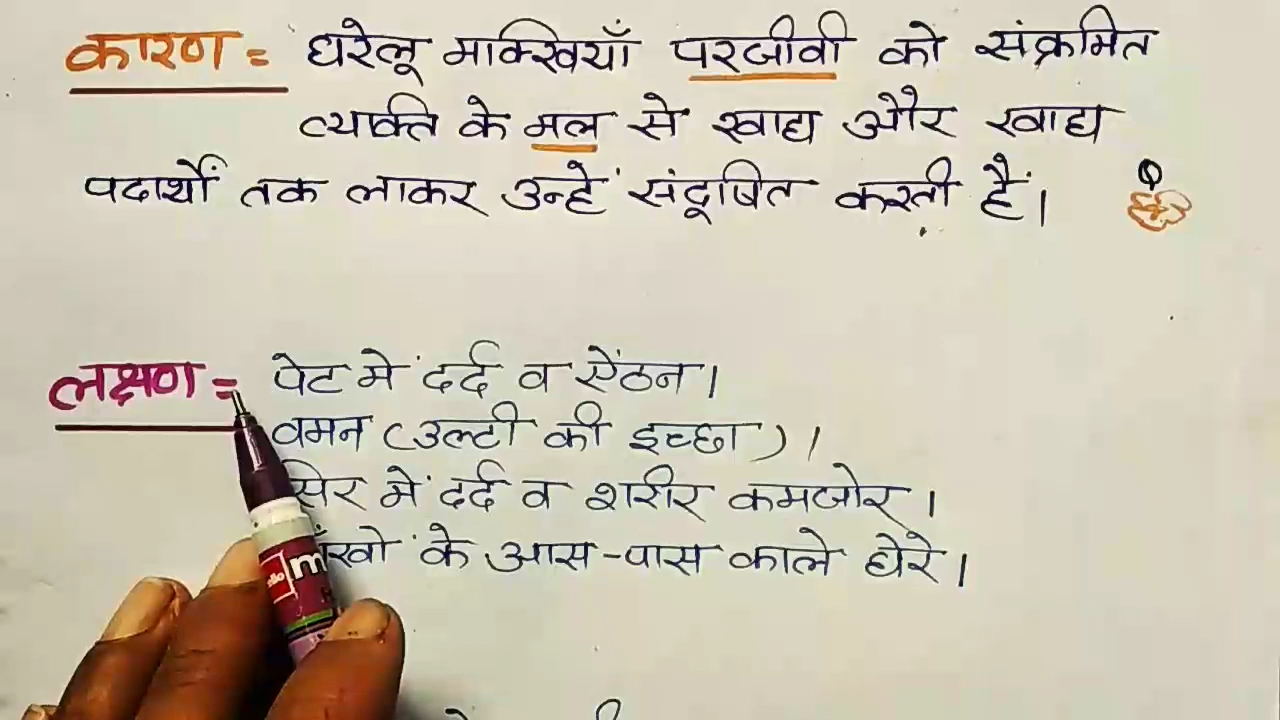 कारण = घरेलू मक्खियाँ परजीवी को संक्रमित
व्यक्ति के मल से खाद्य और खाद्य
पदार्थों तक लाकर उन्हें संदूषित करती हैं।
लक्षण = पेट में दर्द व ऐंठन।
वमन (उल्टी की इच्छा)।
सिर में दर्द व शरीर कमजोर।
के आस-पास काले घेरे।